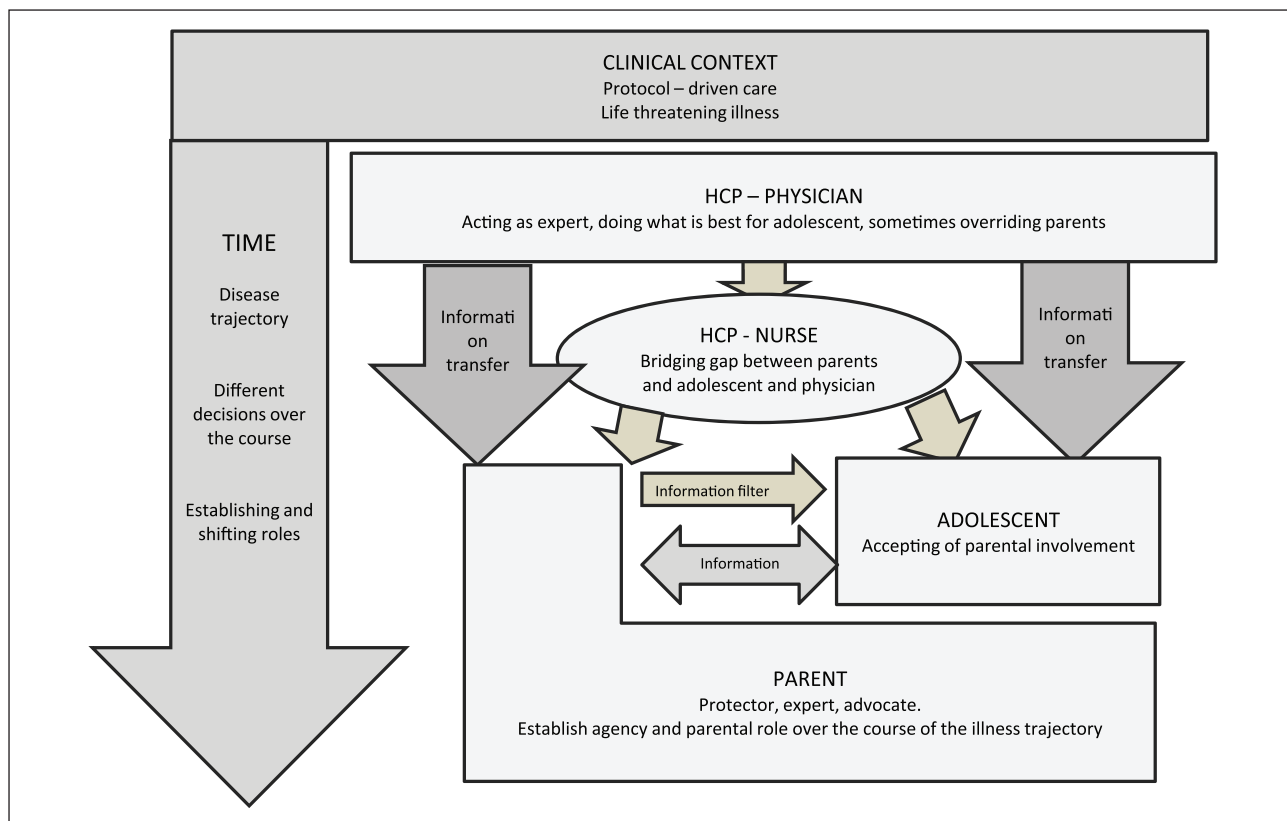 CLINICAL CONTEXT
Protocol – driven care
Life threatening illness
HCP – PHYSICIAN
Acting as expert, doing what is best for adolescent, sometimes overriding parents
TIME
Disease
trajectory
Different
decisions over
the course
Establishing and
shifting roles
Informati
on
transfer
HCP - NURSE
Bridging gap between parents
and adolescent and physician
Informati
on
transfer
Information filter
Information
ADOLESCENT
Accepting of parental involvement
PARENT
Protector, expert, advocate.
Establish agency and parental role over the course of the illness trajectory